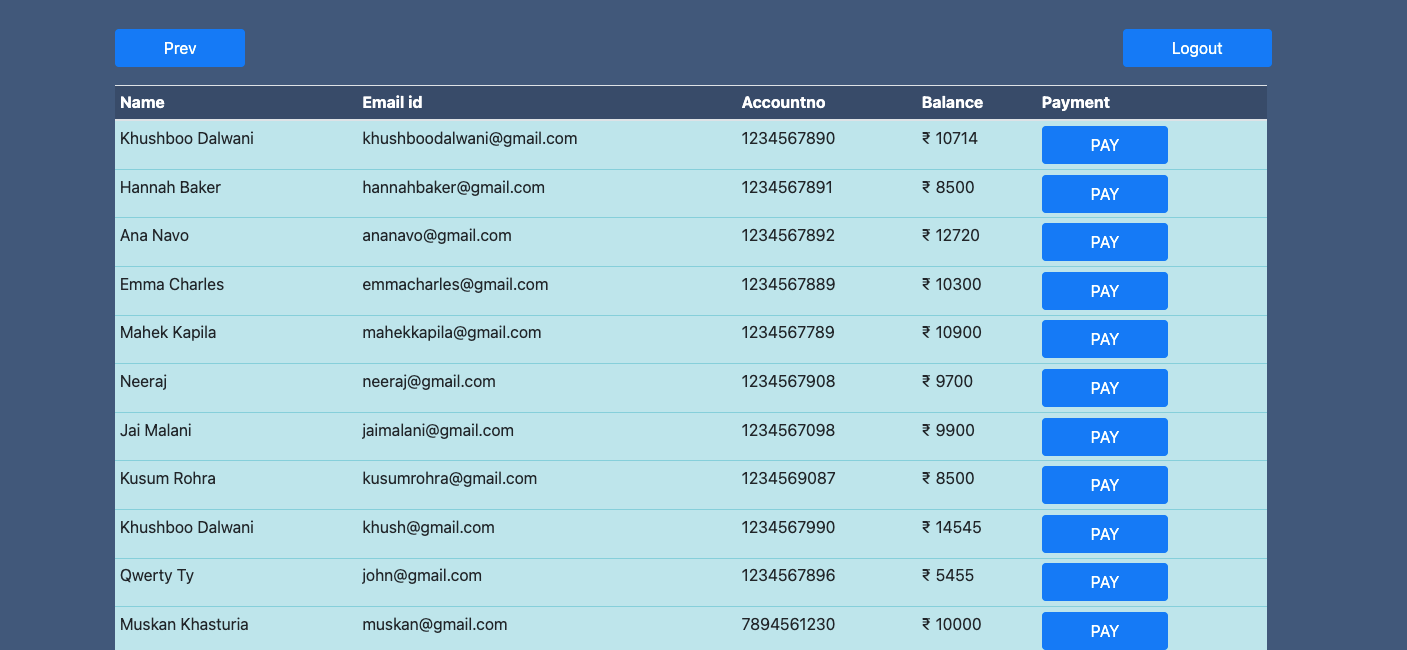 Prev Logout
Name Email id Accountno Balance Payment
Khushboo Dalwani khushboodalwani@gmail.com 1234567890 ₹ 10714 PAY
Hannah Baker hannahbaker@gmail.com 1234567891 ₹ 8500 PAY
Ana Navo ananavo@gmail.com 1234567892 ₹ 12720 PAY
Emma Charles emmacharles@gmail.com 1234567889 ₹ 10300 PAY
Mahek Kapila mahekkapila@gmail.com 1234567789 ₹ 10900 PAY
Neeraj neeraj@gmail.com 1234567908 ₹ 9700 PAY
Jai Malani jaimalani@gmail.com 1234567098 ₹ 9900 PAY
Kusum Rohra kusumrohra@gmail.com 1234569087 ₹ 8500 PAY
Khushboo Dalwani khush@gmail.com 1234567990 ₹ 14545 PAY
Qwerty Ty john@gmail.com 1234567896 ₹ 5455 PAY
Muskan Khasturia muskan@gmail.com 7894561230 ₹ 10000 PAY